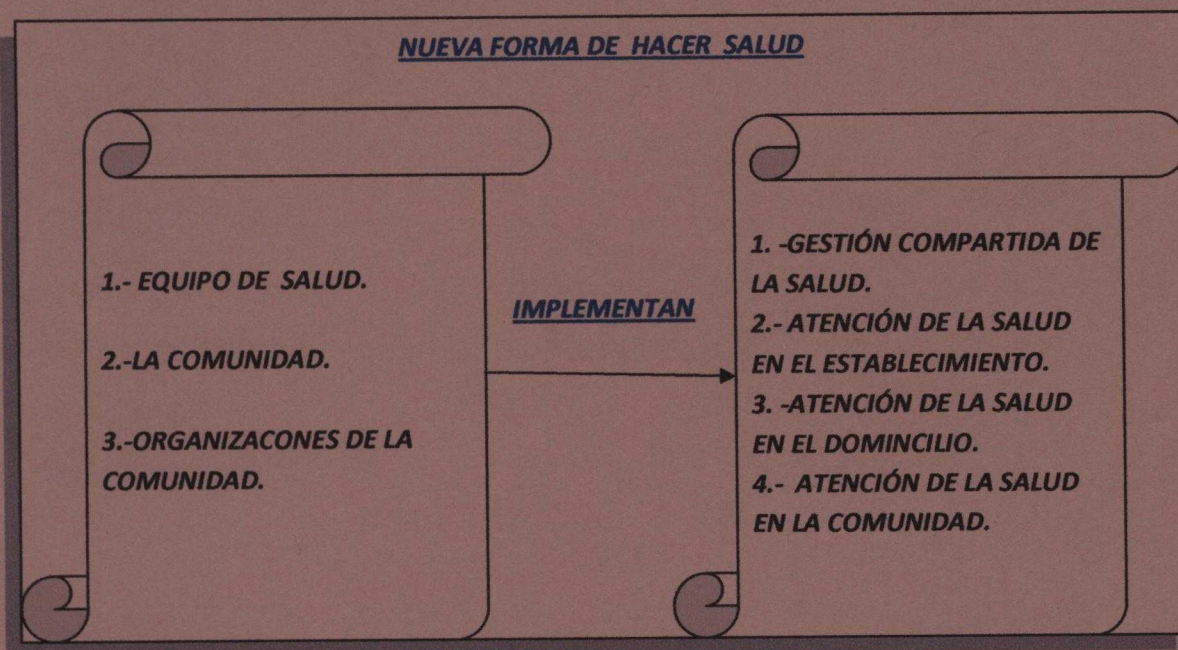 NUEVA FORMA DE HACER SALUD
1.- EQUIPO DE SALUD.
2.-LA COMUNIDAD.
3.-ORGANIZACONES DE LA
COMUNIDAD.
IMPLEMENTAN
1. -GESTIÓN COMPARTIDA DE
LA SALUD.
2.- ATENCIÓN DE LA SALUD
EN EL ESTABLECIMIENTO.
3. -ATENCIÓN DE LA SALUD
EN EL DOMINCILIO.
4.- ATENCIÓN DE LA SALUD
EN LA COMUNIDAD.